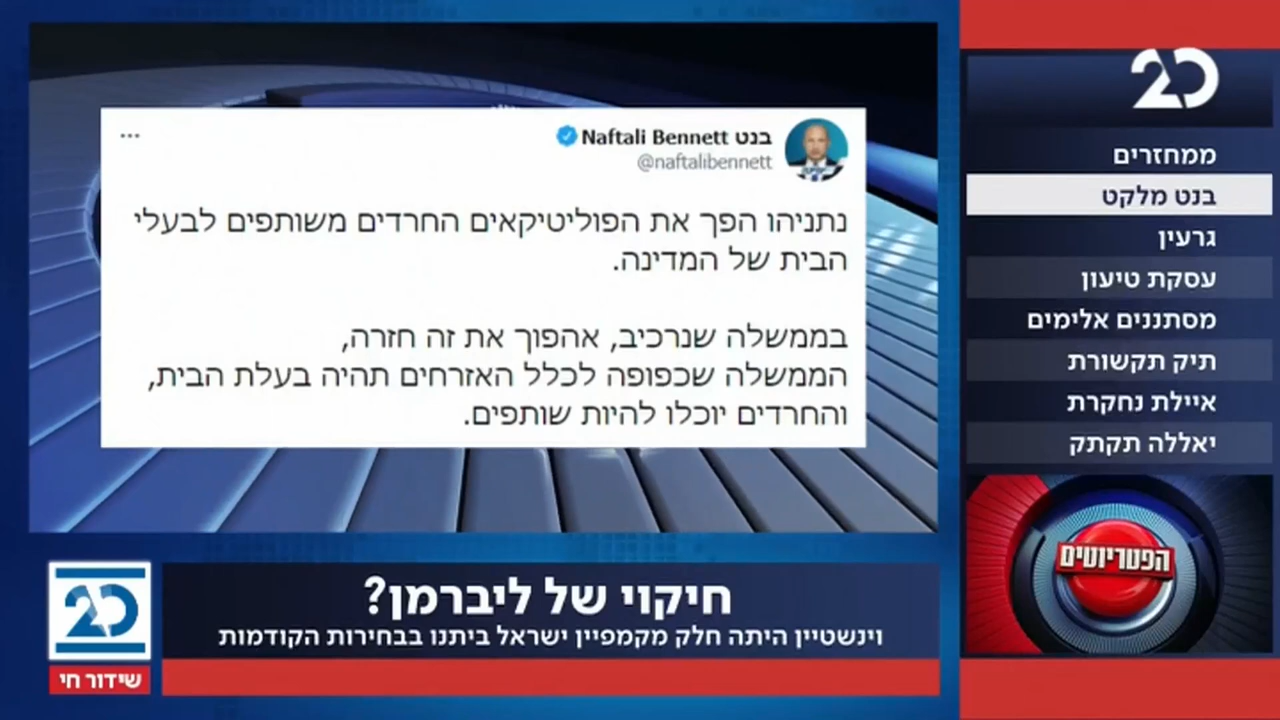 בנט Naftali Bennett
@naftalibennett
נתניהו הפך את הפוליטיקאים החרדים משותפים לבעלי
הבית של המדינה.
בממשלה שנרכיב, אהפוך את זה חזרה,
הממשלה שכפופה לכלל האזרחים תהיה בעלת הבית,
והחרדים יוכלו להיות שותפים.
20
ממחזרים
בנט מלקט
גרעין
עסקת טיעון
מסתננים אלימים
תיק תקשורת
איילת נחקרת
יאללה תקתק
הפטריוטים
חיקוי של ליברמן?
וינשטיין היתה חלק מקמפיין ישראל ביתנו בבחירות הקודמות
20
שידור חי